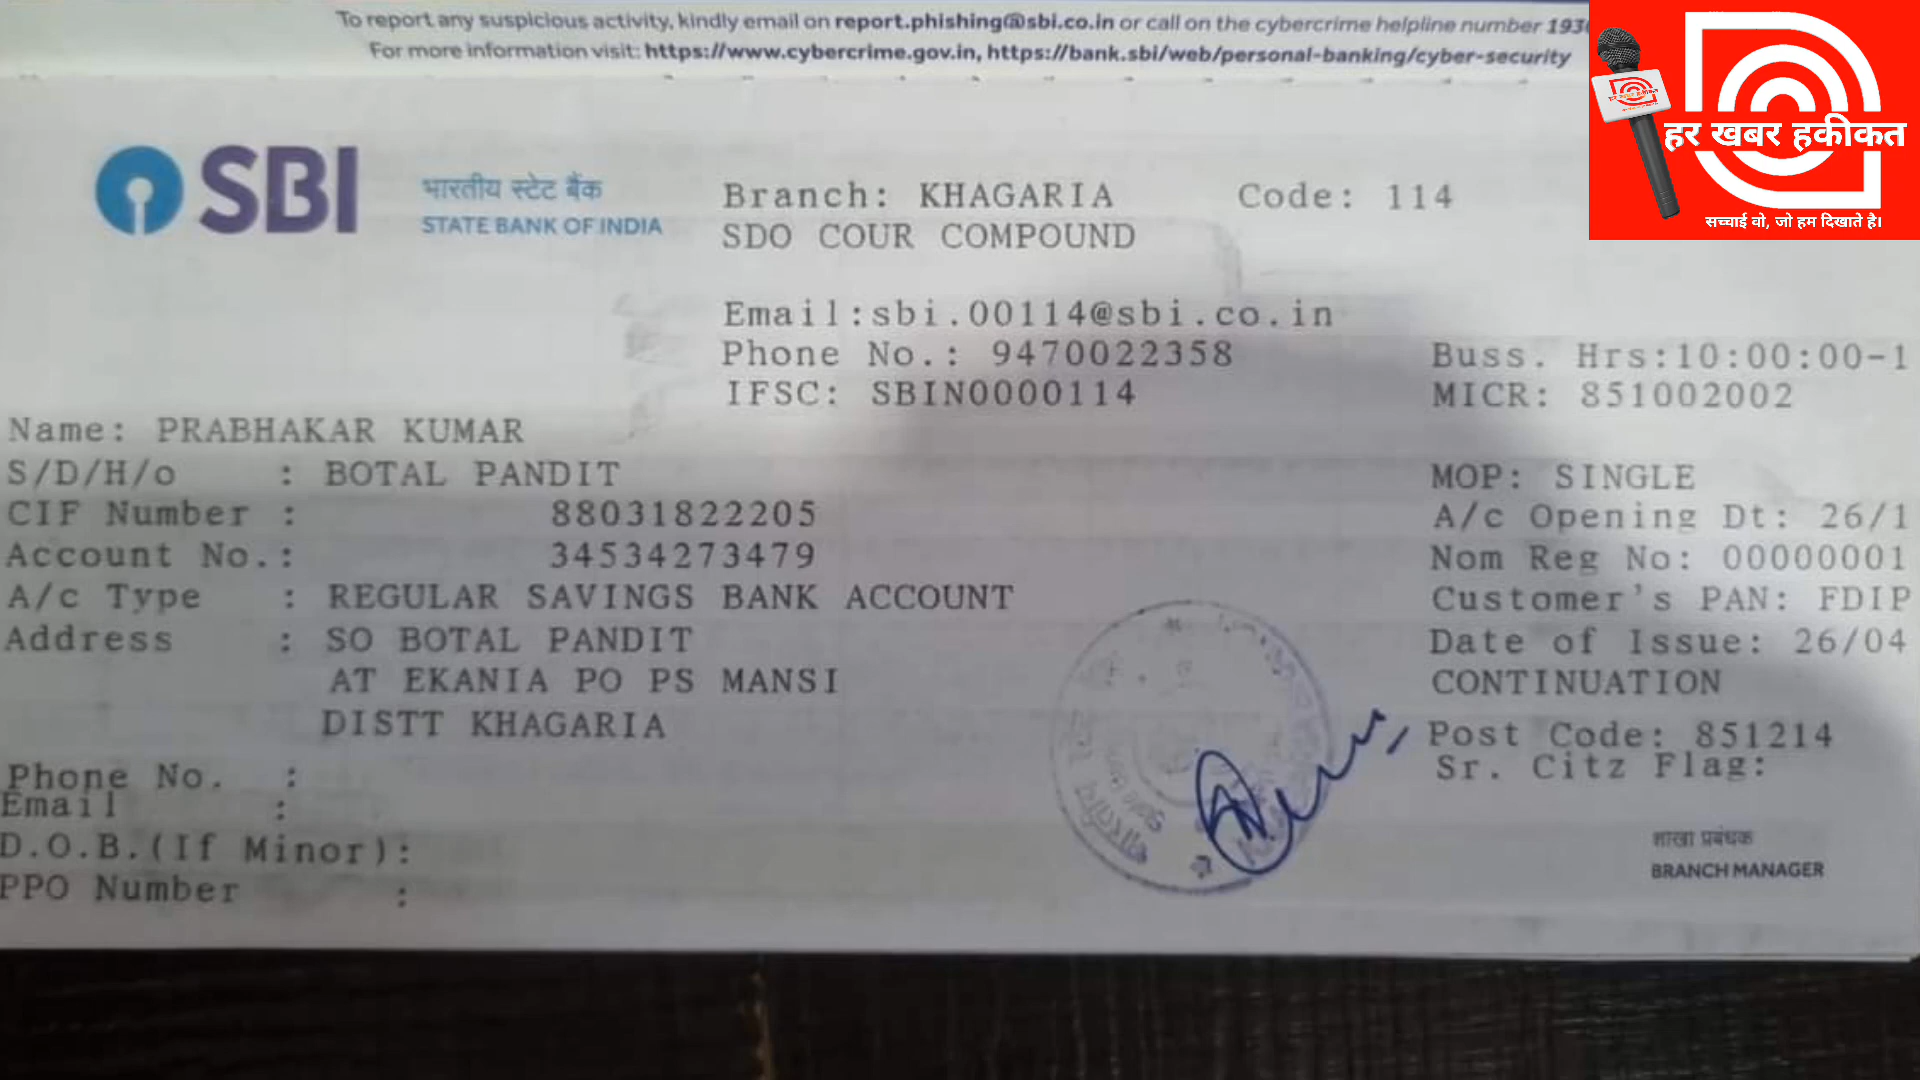 To report any suspicious activity, kindly email on report.phishing@sbi.co.in or call on the cybercrime helpline number 193
For more information visit: https://www.cybercrime.gov.in, https://bank.sbi/web/personal-banking/cyber-security
हर खबर हकीकत
हर खबर हकीकत
सच्चाई वो, जो हम दिखाते है।
SBI
भारतीय स्टेट बैंक
STATE BANK OF INDIA
Branch: KHAGARIA Code: 114
SDO COUR COMPOUND
Email:sbi.00114@sbi.co.in
Phone No.: 9470022358 Buss. Hrs:10:00:00-1
IFSC: SBIN0000114 MICR: 851002002
Name: PRABHAKAR KUMAR
S/D/H/o : BOTAL PANDIT MOP: SINGLE
CIF Number : 88031822205 A/c Opening Dt: 26/1
Account No.: 34534273479 Nom Reg No: 00000001
A/c Type : REGULAR SAVINGS BANK ACCOUNT Customer's PAN: FDIP
Address : SO BOTAL PANDIT Date of Issue: 26/04
AT EKANIA PO PS MANSI CONTINUATION
DISTT KHAGARIA Post Code: 851214
Phone No. : Sr. Citz Flag:
Email :
D.O.B.(If Minor):
PPO Number :
शाखा प्रबंधक
BRANCH MANAGER